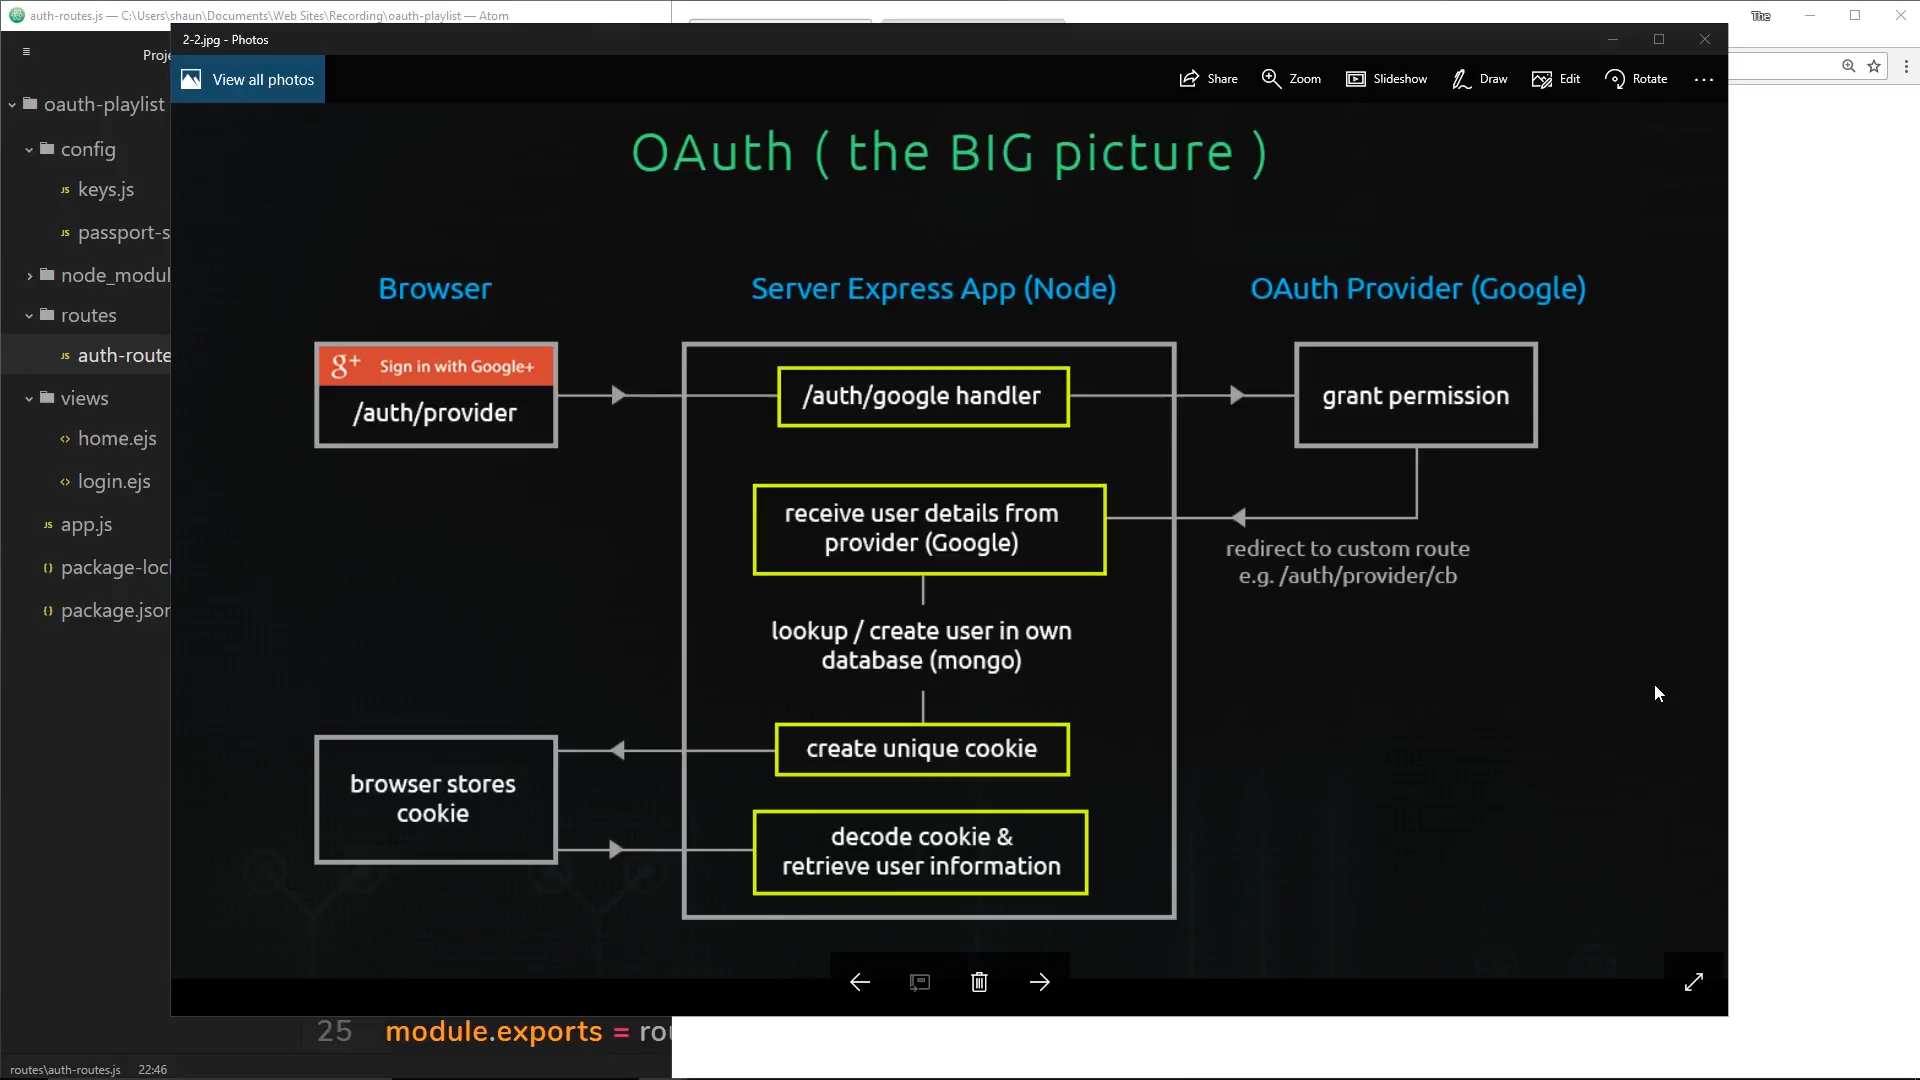 auth-routes.js — C:\Users\shaun\Documents\Web Sites\Recording\oauth-playlist — Atom
The
2-2.jpg - Photos
Proje
View all photos
Share
Zoom
Slideshow
Draw
Edit
Rotate
oauth-playlist
config
keys.js
passport-s
node_modul
routes
auth-route
views
home.ejs
login.ejs
app.js
package-loc
package.json
OAuth ( the BIG picture )
Browser
Server Express App (Node)
OAuth Provider (Google)
g+ Sign in with Google+
/auth/provider
/auth/google handler
grant permission
receive user details from
provider (Google)
redirect to custom route
e.g. /auth/provider/cb
lookup / create user in own
database (mongo)
create unique cookie
browser stores
cookie
decode cookie &
retrieve user information
25 module.exports = rou
routes\auth-routes.js 22:46